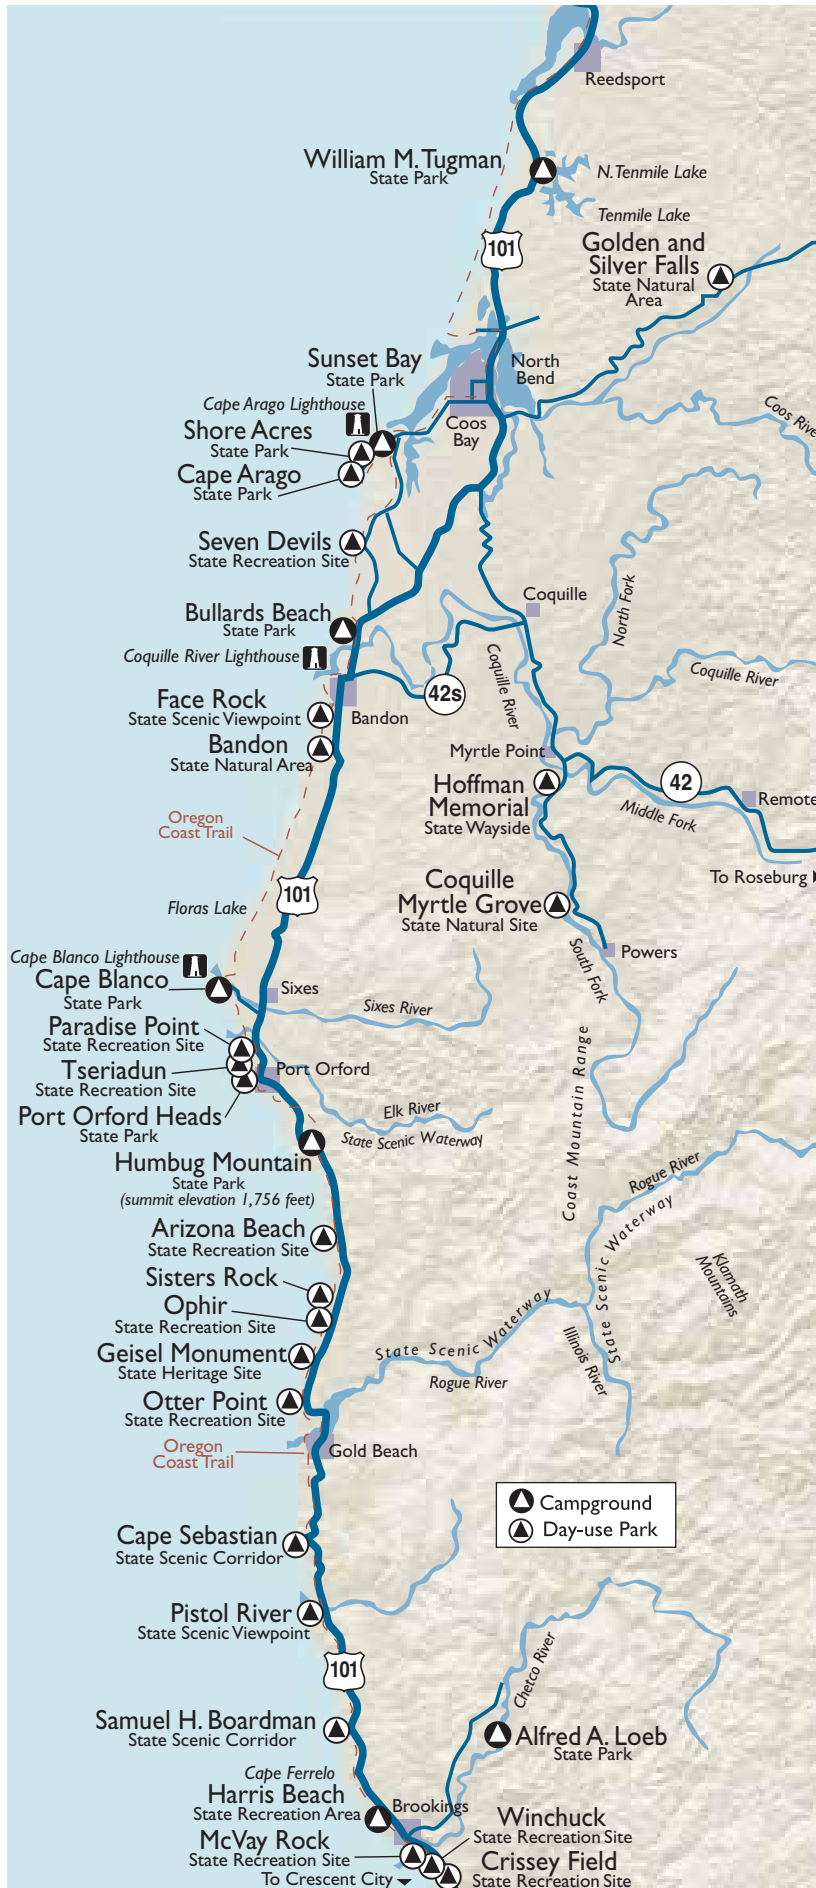 Reedsport
William M. Tugman
State Park
N. Tenmile Lake
Tenmile Lake
101
Golden and
Silver Falls
State Natural
Area
Sunset Bay
State Park
North
Bend
Cape Arago Lighthouse
Coos River
Shore Acres
State Park
Coos
Bay
Cape Arago
State Park
Seven Devils
State Recreation Site
Coquille
North Fork
Bullards Beach
State Park
Coquille River Lighthouse
Coquille River
Coquille River
42s
Face Rock
State Scenic Viewpoint
Bandon
Bandon
State Natural Area
Myrtle Point
Hoffman
Memorial
State Wayside
42
Remote
Middle Fork
Oregon
Coast Trail
To Roseburg
Coquille
Myrtle Grove
State Natural Site
101
Floras Lake
South Fork
Powers
Cape Blanco Lighthouse
Cape Blanco
State Park
Sixes
Sixes River
Paradise Point
State Recreation Site
Tseriadun
State Recreation Site
Port Orford
Port Orford Heads
State Park
Elk River
State Scenic Waterway
Coast Mountain Range
Humbug Mountain
State Park
(summit elevation 1,756 feet)
Rogue River
State Scenic Waterway
Klamath
Mountains
Arizona Beach
State Recreation Site
Sisters Rock
Ophir
State Recreation Site
State Scenic Waterway
Illinois River
Geisel Monument
State Heritage Site
Rogue River
Otter Point
State Recreation Site
Oregon
Coast Trail
Gold Beach
Campground
Day-use Park
Cape Sebastian
State Scenic Corridor
Pistol River
State Scenic Viewpoint
101
Chetco River
Samuel H. Boardman
State Scenic Corridor
Alfred A. Loeb
State Park
Cape Ferrelo
Harris Beach
State Recreation Area
Brookings
Winchuck
State Recreation Site
McVay Rock
State Recreation Site
Crissey Field
State Recreation Site
To Crescent City